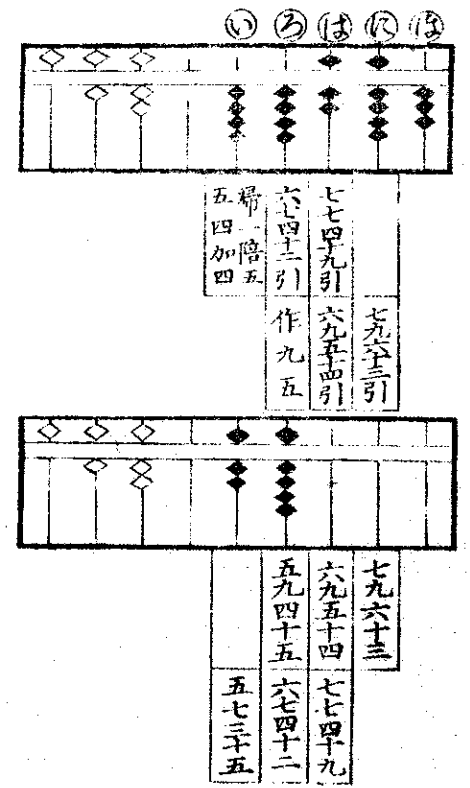 い ろ は に ほ
七七四十九引
六七四十二引
歸一陪五
五四加四
七九六十三引
六九五十四引
作九五
七九六十三
六九五十四
五九四十五
七七四十九
六七四十二
五七三十五